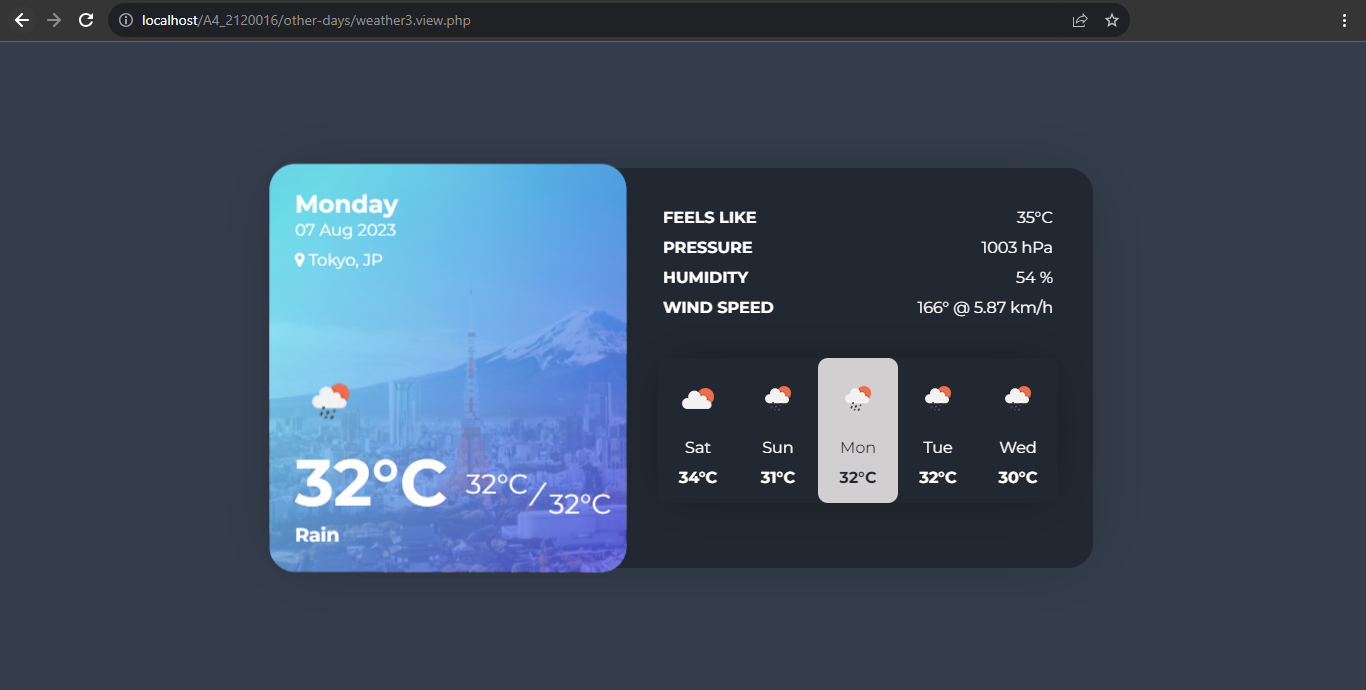 localhost/A4_2120016/other-days/weather3.view.php
Monday
07 Aug 2023
Tokyo, JP
32°C 32°C / 32°C
Rain
FEELS LIKE 35°C
PRESSURE 1003 hPa
HUMIDITY 54 %
WIND SPEED 166° @ 5.87 km/h
Sat Sun Mon Tue Wed
34°C 31°C 32°C 32°C 30°C